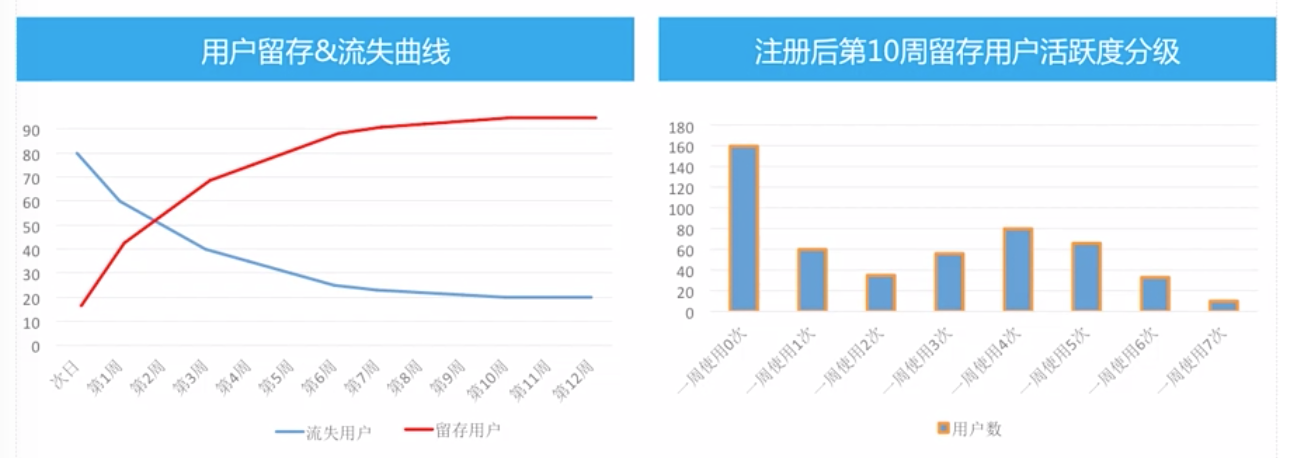 用户留存&流失曲线
90
80
70
60
50
40
30
20
10
0
次日
第1周
第2周
第3周
第4周
第5周
第6周
第7周
第8周
第9周
第10周
第11周
第12周
流失用户
留存用户
注册后第10周留存用户活跃度分级
180
160
140
120
100
80
60
40
20
0
一周使用0次
一周使用1次
一周使用2次
一周使用3次
一周使用4次
一周使用5次
一周使用6次
一周使用7次
用户数